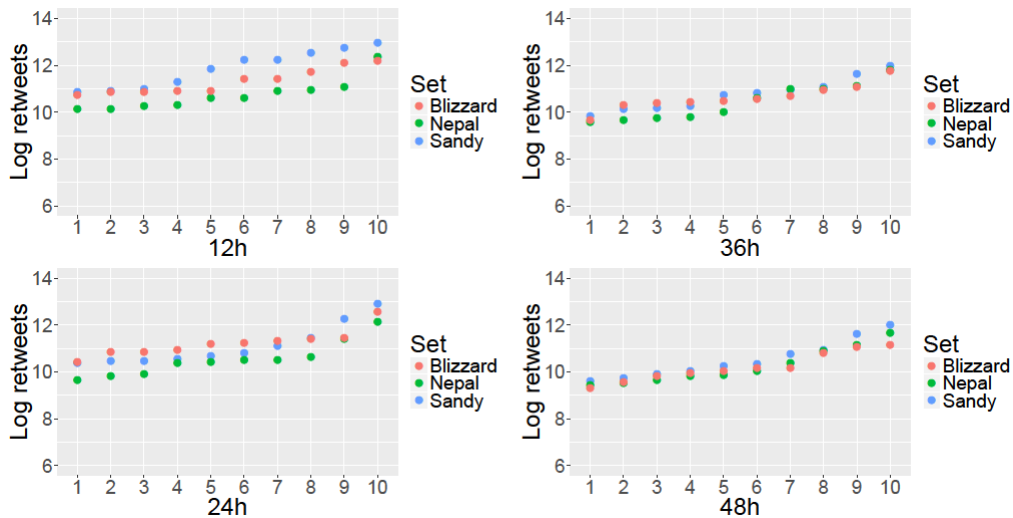 Log retweets
14
12
10
8
6
1 2 3 4 5 6 7 8 9 10
12h
Set
Blizzard
Nepal
Sandy
Log retweets
14
12
10
8
6
1 2 3 4 5 6 7 8 9 10
36h
Set
Blizzard
Nepal
Sandy
Log retweets
14
12
10
8
6
1 2 3 4 5 6 7 8 9 10
24h
Set
Blizzard
Nepal
Sandy
Log retweets
14
12
10
8
6
1 2 3 4 5 6 7 8 9 10
48h
Set
Blizzard
Nepal
Sandy